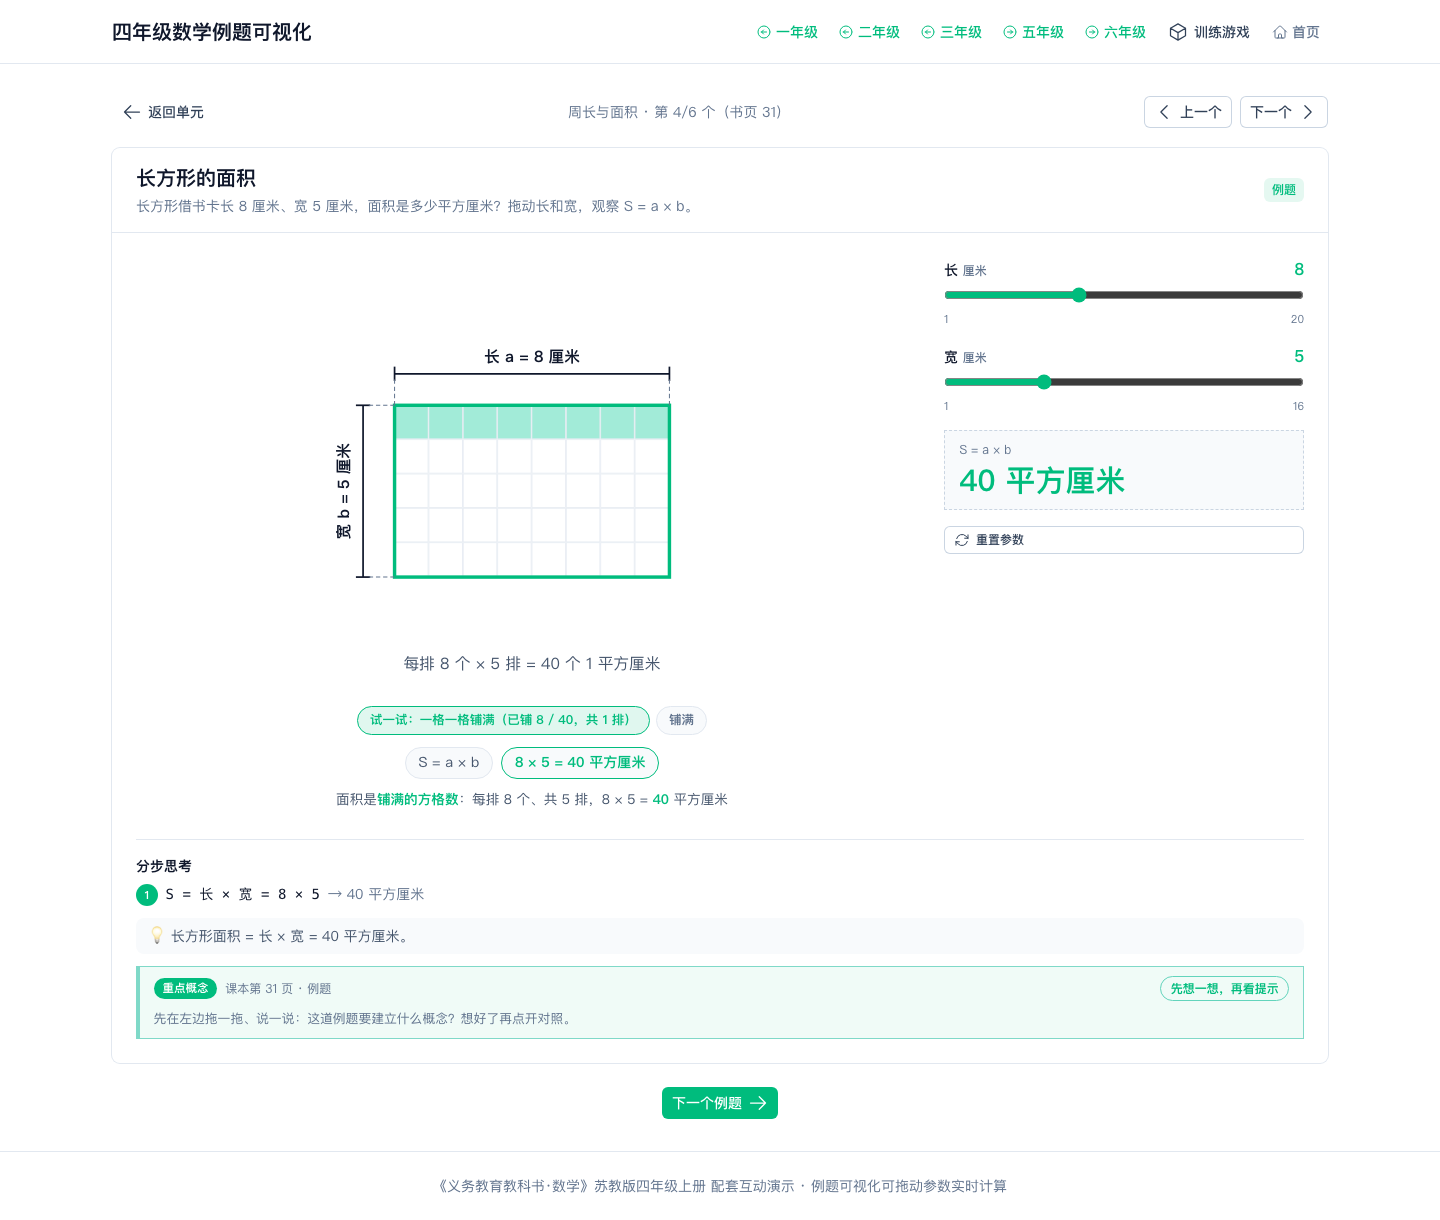 四年级数学例题可视化
一年级 二年级 三年级 五年级 六年级 训练游戏 首页
返回单元 周长与面积 · 第 4/6 个（书页 31） 上一个 下一个
长方形的面积
长方形借书卡长 8 厘米、宽 5 厘米，面积是多少平方厘米？拖动长和宽，观察 S = a × b。
例题
长 厘米 8
1 20
宽 厘米 5
1 16
S = a × b
40 平方厘米
重置参数
长 a = 8 厘米
宽 b = 5 厘米
每排 8 个 × 5 排 = 40 个 1 平方厘米
试一试：一格一格铺满（已铺 8 / 40，共 1 排） 铺满
S = a × b 8 × 5 = 40 平方厘米
面积是铺满的方格数：每排 8 个、共 5 排，8 × 5 = 40 平方厘米
分步思考
1 S = 长 × 宽 = 8 × 5 → 40 平方厘米
长方形面积 = 长 × 宽 = 40 平方厘米。
重点概念 课本第 31 页 · 例题 先想一想，再看提示
先在左边拖一拖、说一说：这道例题要建立什么概念？想好了再点开对照。
下一个例题
《义务教育教科书·数学》苏教版四年级上册 配套互动演示 · 例题可视化可拖动参数实时计算